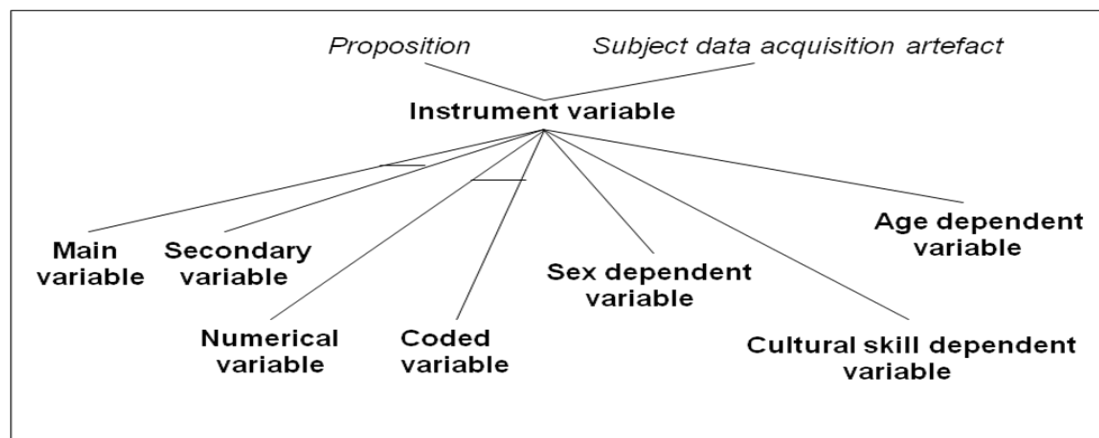 Proposition
Subject data acquisition artefact
Instrument variable
Main
variable
Secondary
variable
Numerical
variable
Coded
variable
Sex dependent
variable
Cultural skill dependent
variable
Age dependent
variable